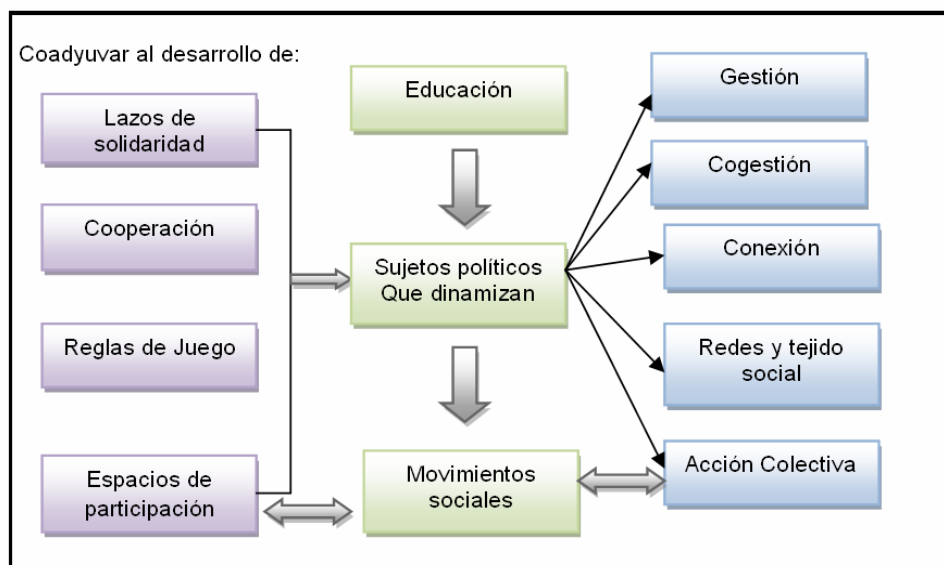 Coadyuvar al desarrollo de:
Lazos de
solidaridad
Cooperación
Reglas de Juego
Espacios de
participación
Educación
Sujetos políticos
Que dinamizan
Movimientos
sociales
Gestión
Cogestión
Conexión
Redes y tejido
social
Acción Colectiva